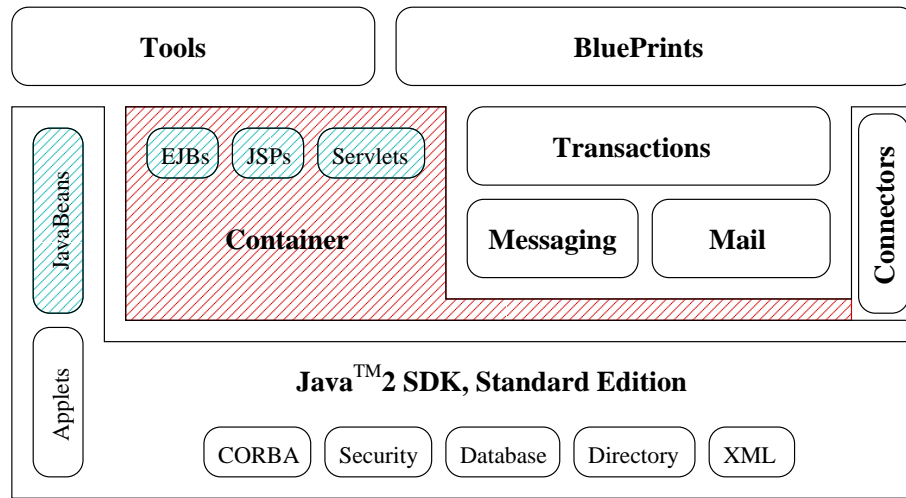 Tools
BluePrints
EJBs
JSPs
Servlets
Transactions
JavaBeans
Container
Messaging
Mail
Connectors
Applets
Java™2 SDK, Standard Edition
CORBA
Security
Database
Directory
XML